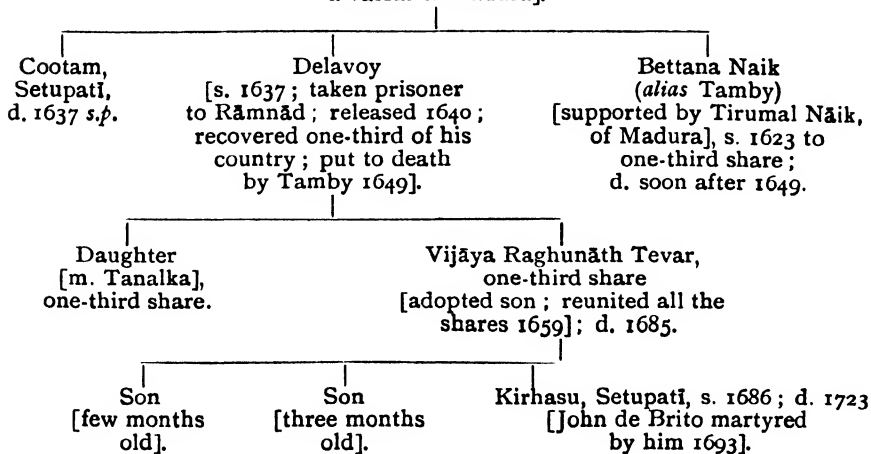 Cootam,
Setupatī,
d. 1637 s.p.
Delavoy
[s. 1637 ; taken prisoner
to Rāmnād ; released 1640 ;
recovered one-third of his
country ; put to death
by Tamby 1649].
Bettana Naik
(alias Tamby)
[supported by Tirumal Nāik,
of Madura], s. 1623 to
one-third share ;
d. soon after 1649.
Daughter
[m. Tanalka],
one-third share.
Vijāya Raghunāth Tevar,
one-third share
[adopted son ; reunited all the
shares 1659] ; d. 1685.
Son
[few months
old].
Son
[three months
old].
Kirhasu, Setupatī, s. 1686 ; d. 1723
[John de Brito martyred
by him 1693].